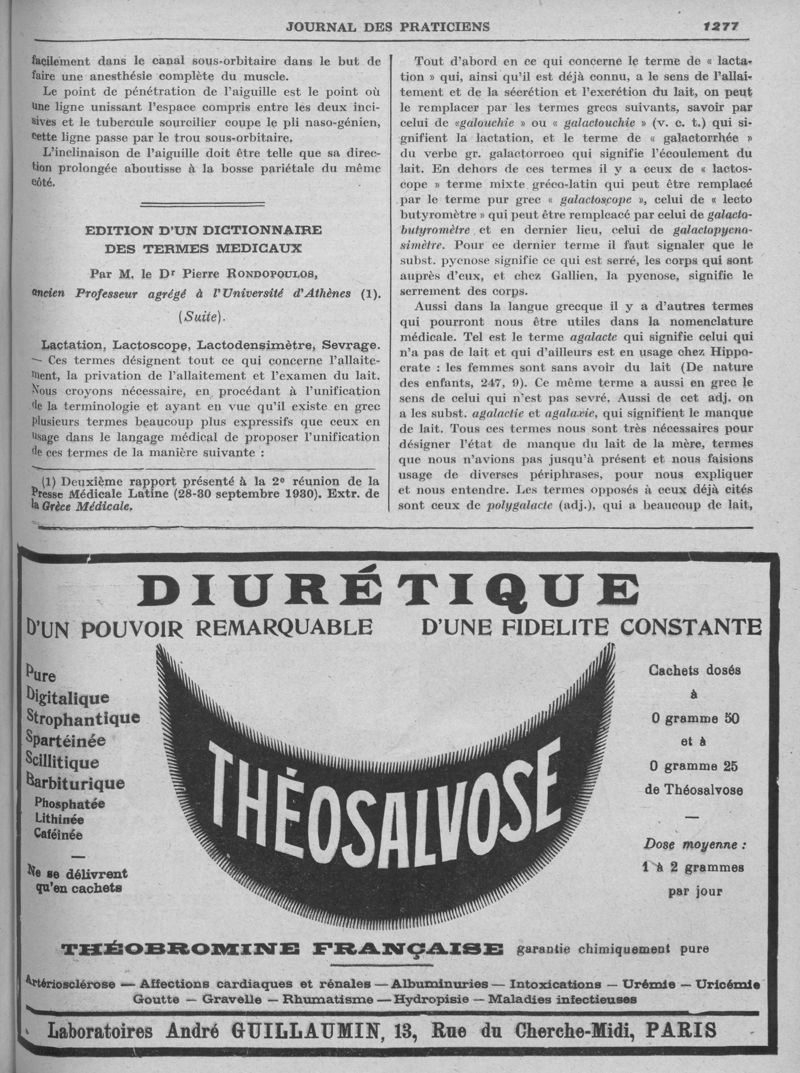 JOURNAL DES PRATICIENS
1277
facilement dans le canal sous-orbitaire dans le but de
faire une anesthésie complète du muscle.
Le point de pénétration de l'aiguille est le point où
une ligne unissant l'espace compris entre les deux inci-
sives et le tubercule sourcilier coupe le pli naso-génien,
cette ligne passe par le trou sous-orbitaire.
L'inclinaison de l'aiguille doit être telle que sa direc-
tion prolongée aboutisse à la bosse pariétale du même
côté.
EDITION D'UN DICTIONNAIRE
DES TERMES MEDICAUX
Par M. le Dr Pierre RONDOPOULOS,
ancien Professeur agrégé à l'Université d'Athènes (1).
(Suite).
Lactation, Lactoscope, Lactodensimètre, Sevrage.
— Ces termes désignent tout ce qui concerne l'allaite-
ment, la privation de l'allaitement et l'examen du lait.
Nous croyons nécessaire, en procédant à l'unification
de la terminologie et ayant en vue qu'il existe en grec
plusieurs termes beaucoup plus expressifs que ceux en
usage dans le langage médical de proposer l'unification
de ces termes de la manière suivante :
(1) Deuxième rapport présenté à la 2e réunion de la
Presse Médicale Latine (28-30 septembre 1930). Extr. de
la Grèce Médicale.
Tout d'abord en ce qui concerne le terme de « lacta-
tion » qui, ainsi qu'il est déjà connu, a le sens de l'allai-
tement et de la sécrétion et l'excrétion du lait, on peut
le remplacer par les termes grecs suivants, savoir par
celui de «galouchie » ou « galactouchie » (v. c. t.) qui si-
gnifient la lactation, et le terme de « galactorrhée »
du verbe gr. galactorroeo qui signifie l'écoulement du
lait. En dehors de ces termes il y a ceux de « lactos-
cope » terme mixte gréco-latin qui peut être remplacé
par le terme pur grec « galactoscope », celui de « lecto
butyromètre » qui peut être rempleacé par celui de galacto-
butyromètre et en dernier lieu, celui de galactopycno-
simètre. Pour ce dernier terme il faut signaler que le
subst. pycnose signifie ce qui est serré, les corps qui sont
auprès d'eux, et chez Gallien, la pycnose, signifie le
serrement des corps.
Aussi dans la langue grecque il y a d'autres termes
qui pourront nous être utiles dans la nomenclature
médicale. Tel est le terme agalacte qui signifie celui qui
n'a pas de lait et qui d'ailleurs est en usage chez Hippo-
crate : les femmes sont sans avoir du lait (De nature
des enfants, 247, 9). Ce même terme a aussi en grec le
sens de celui qui n'est pas sevré. Aussi de cet adj. on
a les subst. agalactie et agalaxie, qui signifient le manque
de lait. Tous ces termes nous sont très nécessaires pour
désigner l'état de manque du lait de la mère, termes
que nous n'avions pas jusqu'à présent et nous faisions
usage de diverses périphrases, pour nous expliquer
et nous entendre. Les termes opposés à ceux déjà cités
sont ceux de polygalacte (adj.), qui a beaucoup de lait,
DIURÉTIQUE
D'UN POUVOIR REMARQUABLE D'UNE FIDELITE CONSTANTE
Pure
Digitalique
Strophantique
Spartéinée
Scillitique
Barbiturique
Phosphatée
Lithinée
Caféinée
—
Ne se délivrent
qu'en cachets
THÉOSALVOSE
Cachets dosés
à
0 gramme 50
et à
0 gramme 25
de Théosalvose
—
Dose moyenne :
1 à 2 grammes
par jour
THÉOBROMINE FRANÇAISE garantie chimiquement pure
Artériosclérose — Affections cardiaques et rénales — Albuminuries — Intoxications — Urémie — Uricémie
Goutte — Gravelle — Rhumatisme — Hydropisie — Maladies infectieuses
Laboratoires André GUILLAUMIN, 13, Rue du Cherche-Midi, PARIS